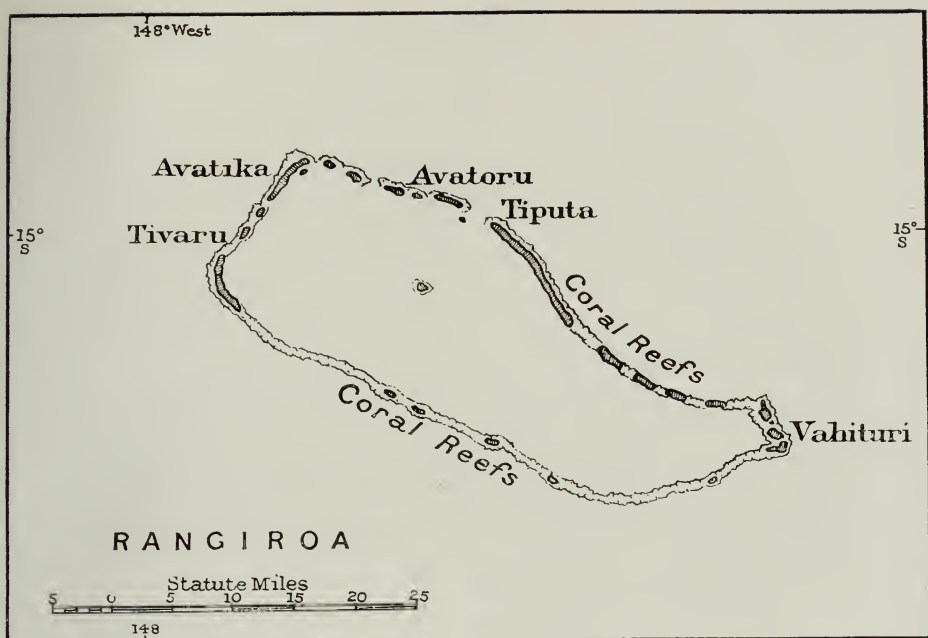 148° West
Avatika
Avatoru
Tiputa
15°
S
Tivaru
15°
S
Coral Reefs
Coral Reefs
Vahituri
RANGIROA
Statute Miles
5 0 10 15 20 25
148